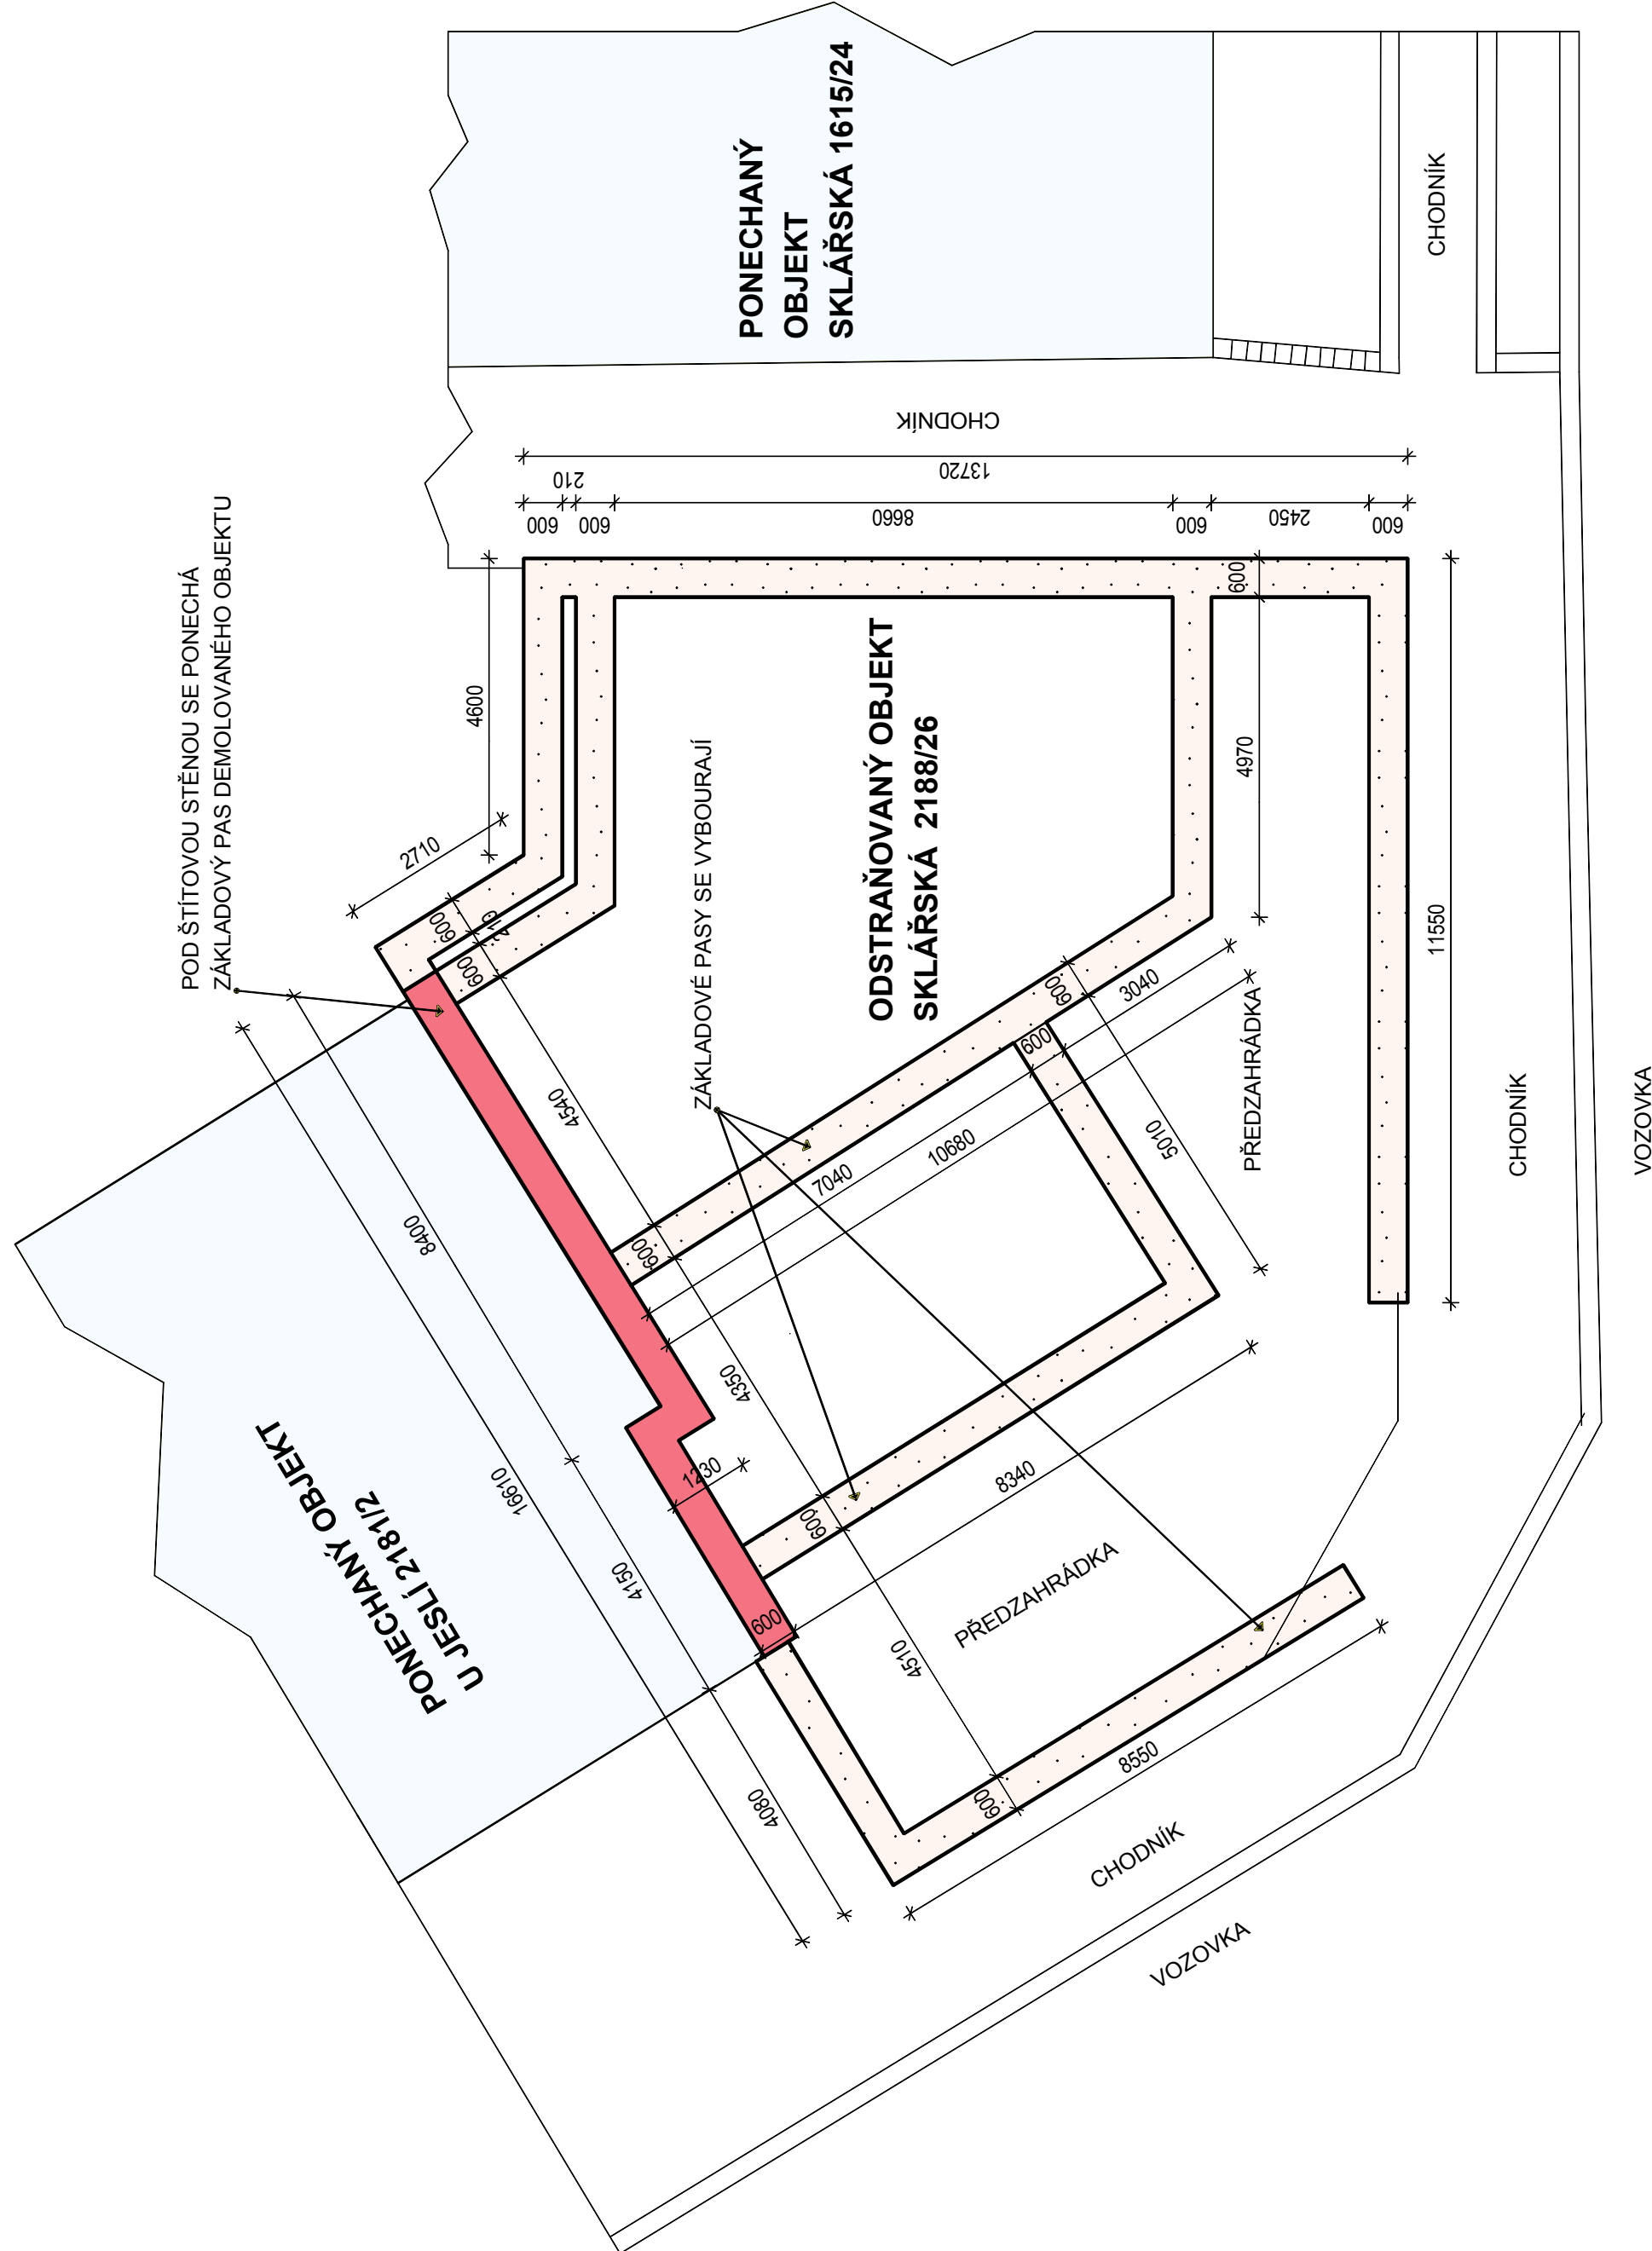 PONECHANÝ
OBJEKT
SKLÁŘSKÁ 1615/24
CHODNÍK
CHODNÍK
13720
210
600
600
8660
600
2450
600
POD ŠTÍTOVOU STĚNOU SE PONECHÁ
ZÁKLADOVÝ PAS DEMOLOVANÉHO OBJEKTU
4600
2710
600
210
600
ZÁKLADOVÉ PASY SE VYBOURAJÍ
ODSTRAŇOVANÝ OBJEKT
SKLÁŘSKÁ 2188/26
600
4970
11550
3040
600
600
PŘEDZAHRÁDKA
CHODNÍK
VOZOVKA
4540
7040
10680
5010
8400
600
4350
16610
1230
8340
PONECHANÝ OBJEKT
U JESLÍ 2181/2
4150
600
600
4510
PŘEDZAHRÁDKA
4080
600
8550
CHODNÍK
VOZOVKA